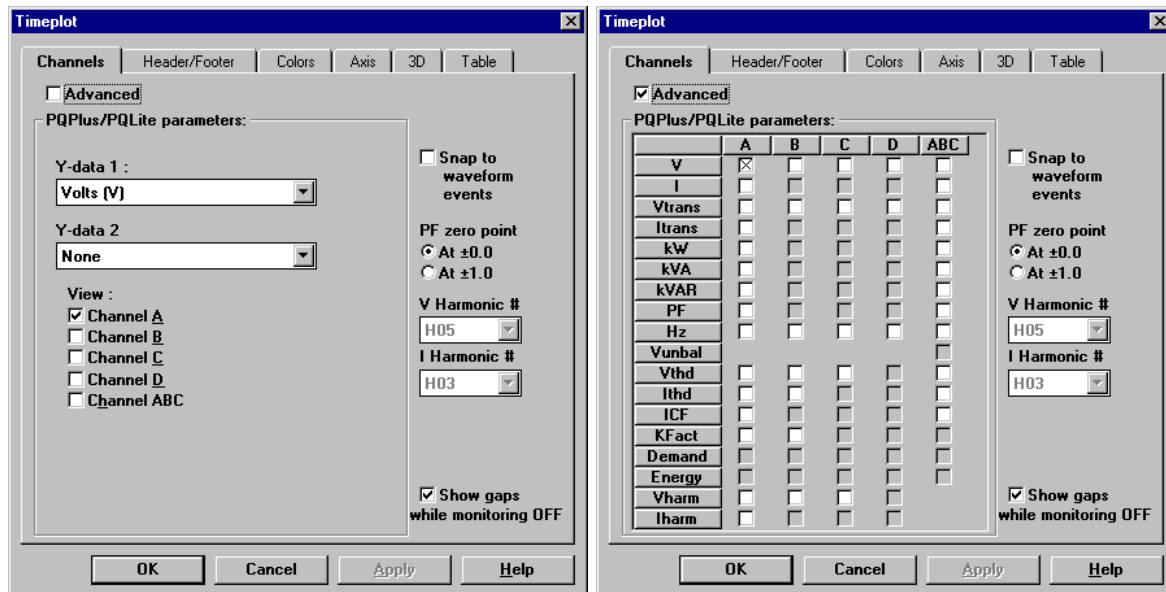 Timeplot
Channels Header/Footer Colors Axis 3D Table
Advanced
PQPlus/PQLite parameters:
Y-data 1 :
Volts (V)
Y-data 2
None
View :
Channel A
Channel B
Channel C
Channel D
Channel ABC
Snap to
waveform
events
PF zero point
At ±0.0
At ±1.0
V Harmonic #
H05
I Harmonic #
H03
Show gaps
while monitoring OFF
OK Cancel Apply Help
Timeplot
Channels Header/Footer Colors Axis 3D Table
Advanced
PQPlus/PQLite parameters:
A B C D ABC
V
I
Vtrans
Itrans
kW
kVA
kVAR
PF
Hz
Vunbal
Vthd
Ithd
ICF
KFact
Demand
Energy
Vharm
Iharm
Snap to
waveform
events
PF zero point
At ±0.0
At ±1.0
V Harmonic #
H05
I Harmonic #
H03
Show gaps
while monitoring OFF
OK Cancel Apply Help